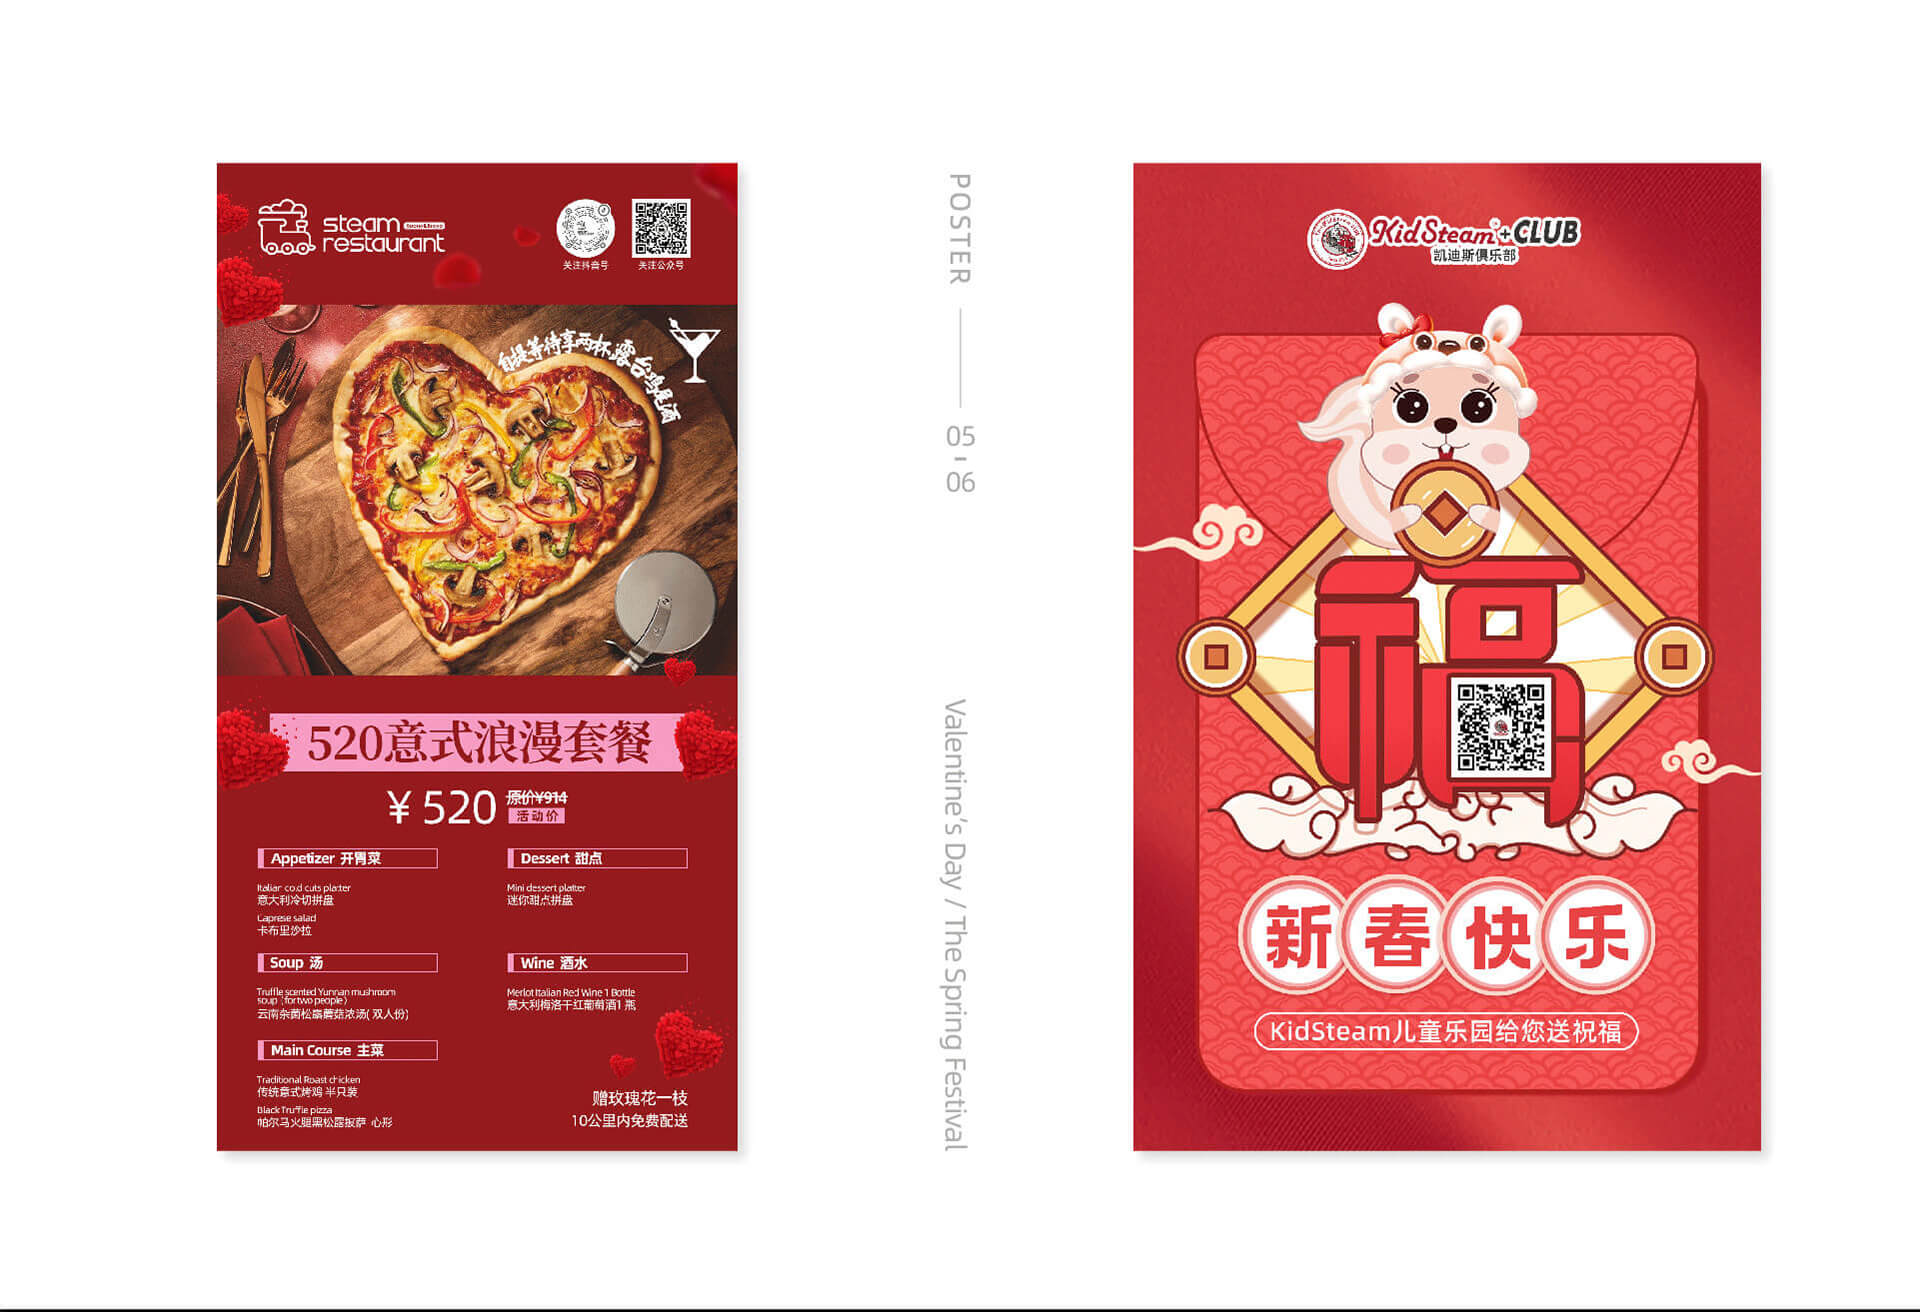 steam
restaurant
关注抖音号
关注公众号
自提等待享两杯露台鸡尾酒
520意式浪漫套餐
¥ 520
原价¥914
活动价
Appetizer 开胃菜
Italian cold cuts platter
意大利冷切拼盘
Caprese salad
卡布里沙拉
Soup 汤
Truffle scented Yunnan mushroom
soup (for two people)
云南杂菌松露蘑菇浓汤( 双人份)
Main Course 主菜
Traditional Roast chicken
传统意式烤鸡 半只装
Black Truffle pizza
帕尔马火腿黑松露披萨 心形
Dessert 甜点
Mini dessert platter
迷你甜点拼盘
Wine 酒水
Merlot Italian Red Wine 1 Bottle
意大利梅洛干红葡萄酒1 瓶
赠玫瑰花一枝
10公里内免费配送
POSTER
05
-
06
Valentine's Day / The Spring Festival
KidSteam®+CLUB
凯迪斯俱乐部
福
新春快乐
KidSteam儿童乐园给您送祝福